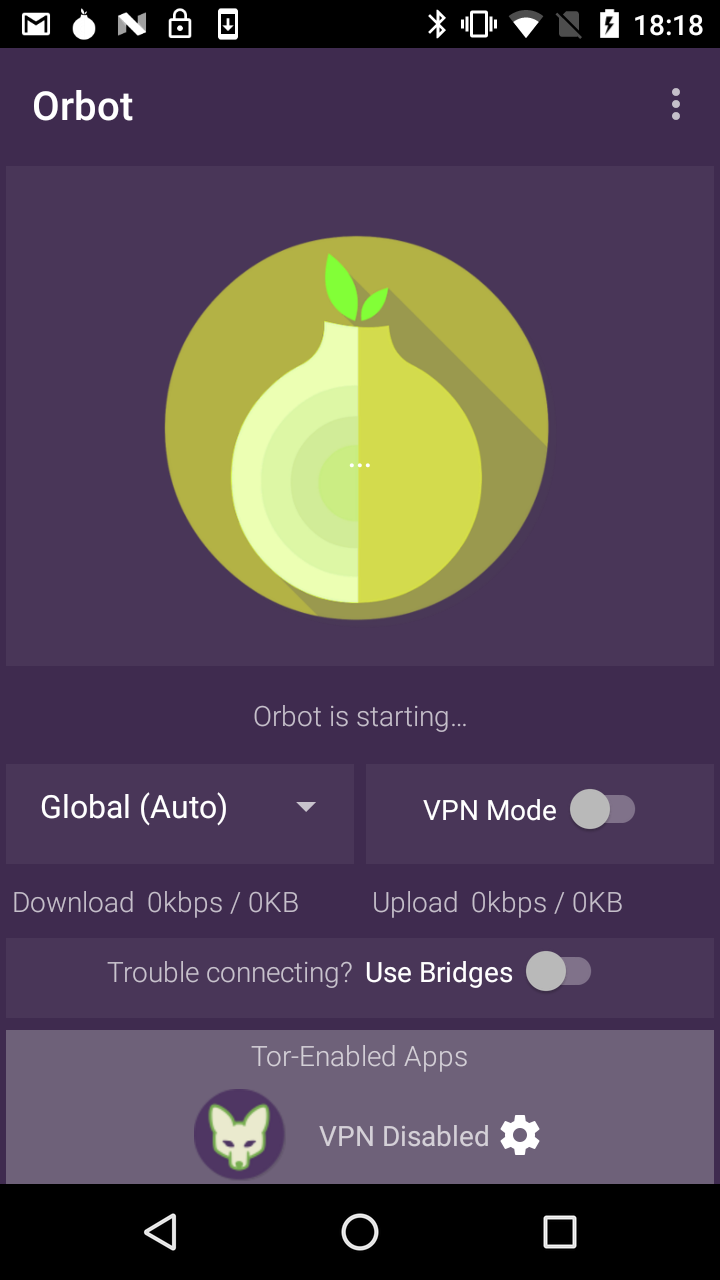 18:18
Orbot
...
Orbot is starting…
Global (Auto)
VPN Mode
Download 0kbps / 0KB
Upload 0kbps / 0KB
Trouble connecting? Use Bridges
Tor-Enabled Apps
VPN Disabled